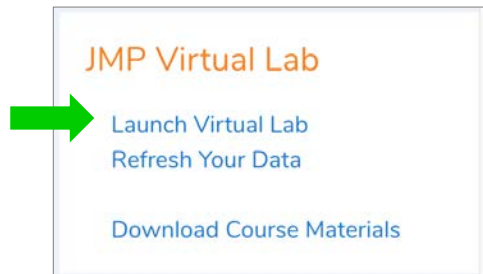 JMP Virtual Lab
Launch Virtual Lab
Refresh Your Data
Download Course Materials